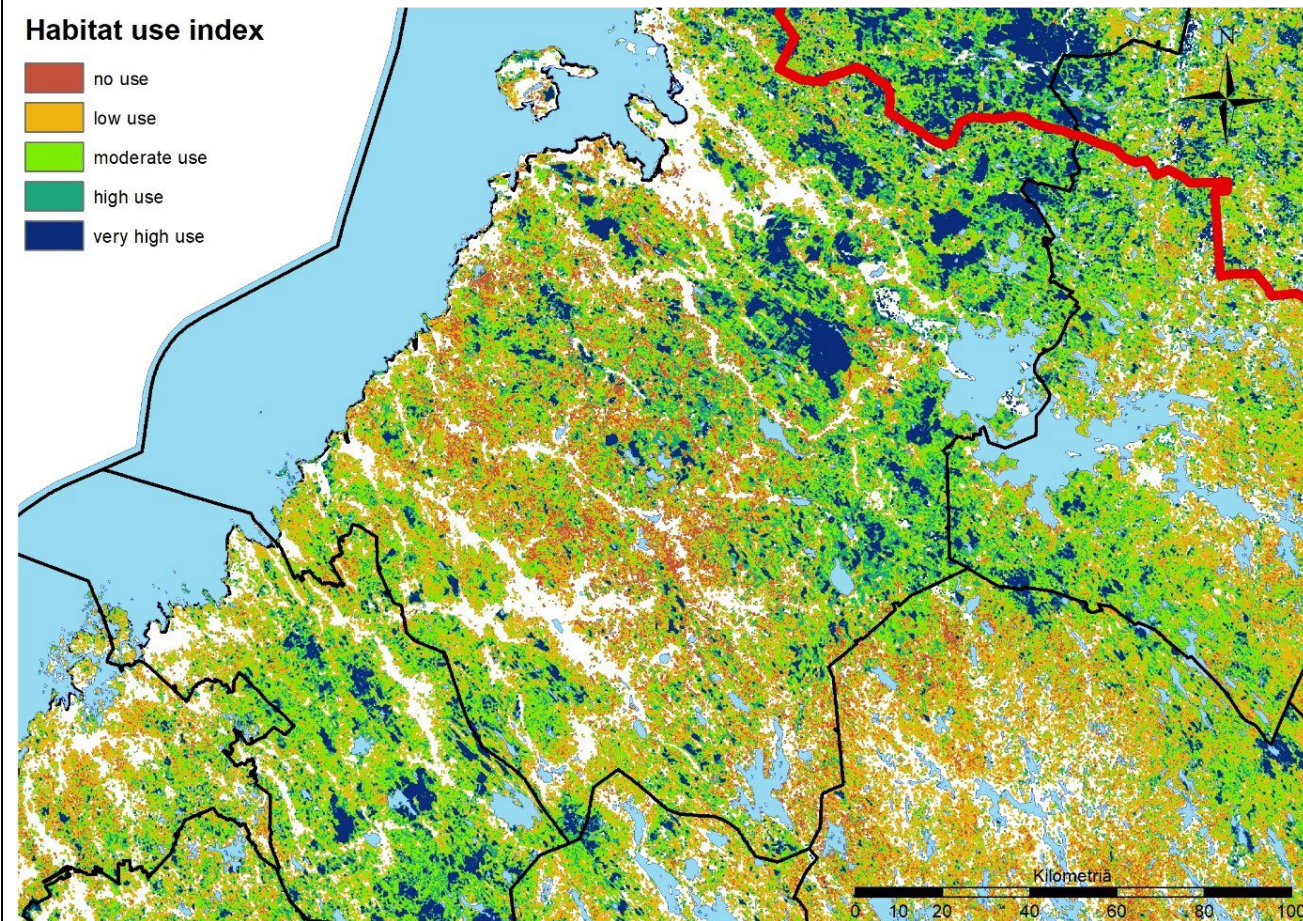 Habitat use index
no use
low use
moderate use
high use
very high use
N
Kilometriä
0 10 20 40 60 80 100